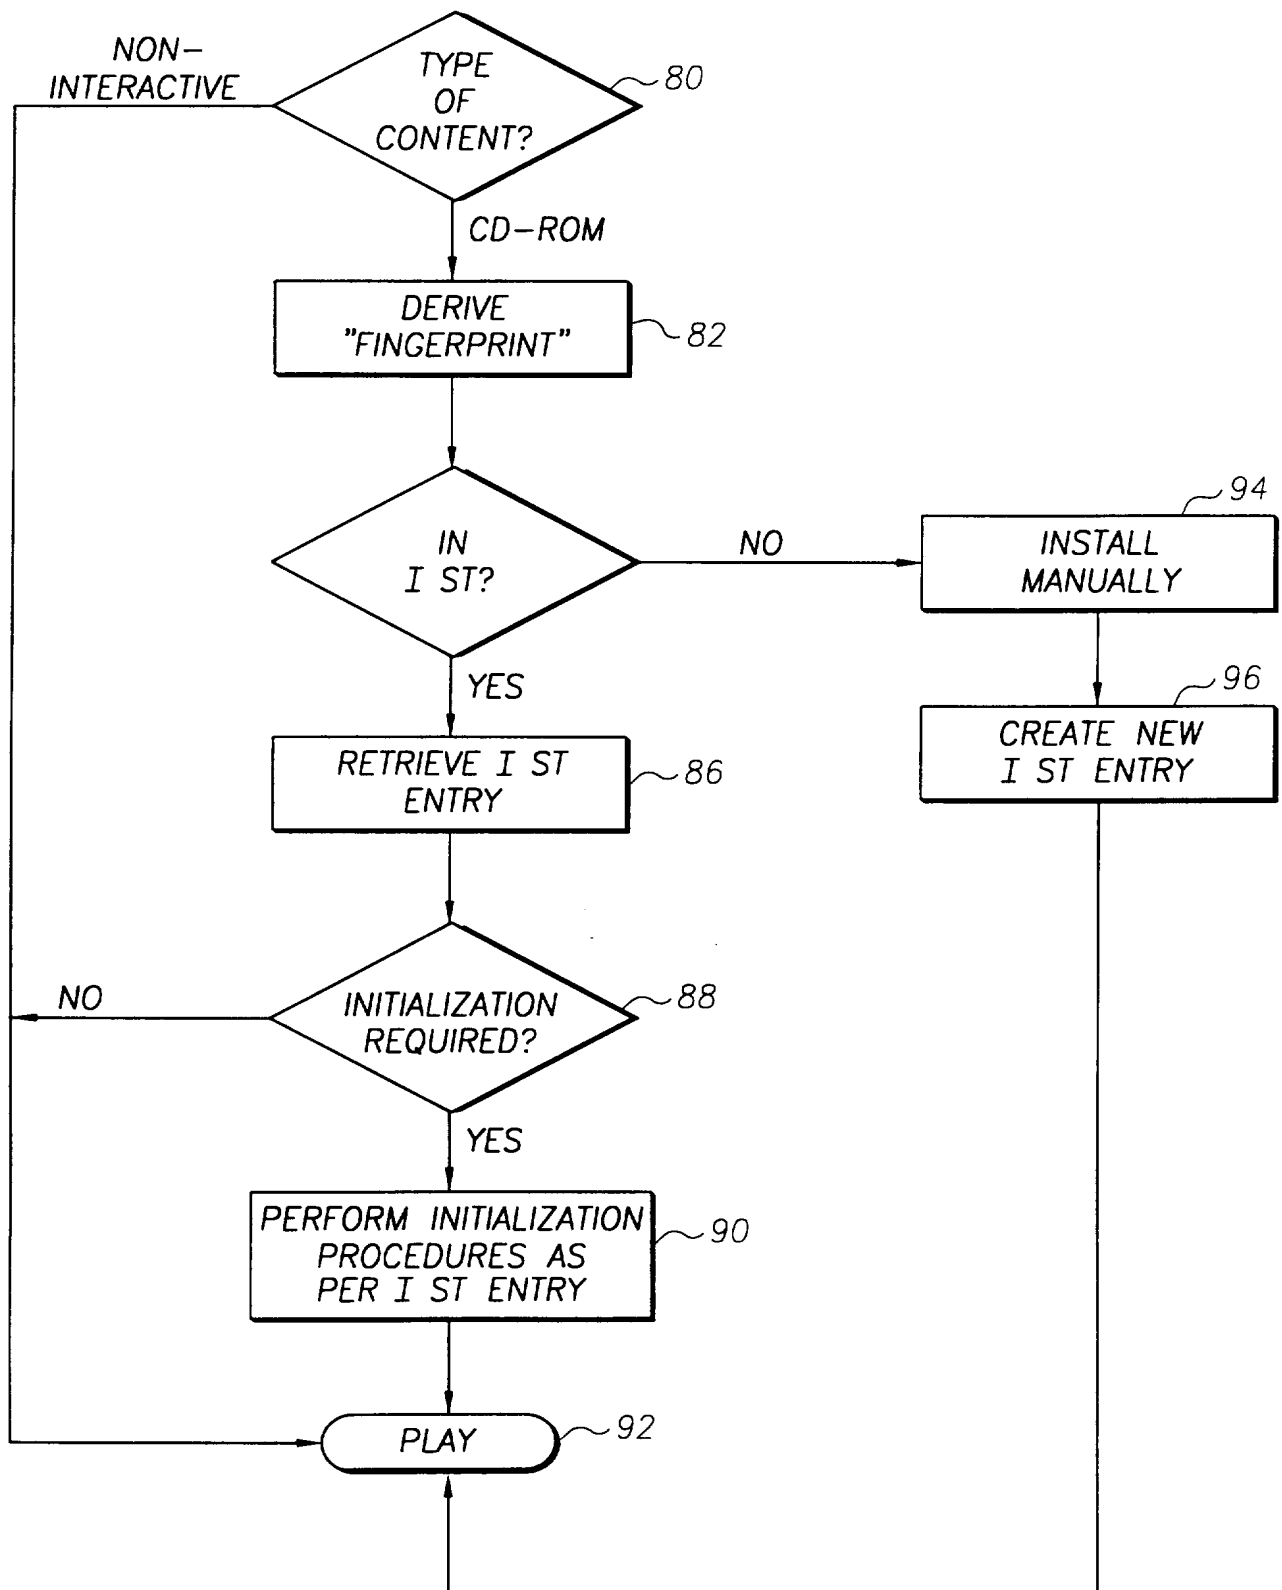 NON-
INTERACTIVE
TYPE
OF
CONTENT?
80
CD-ROM
DERIVE
"FINGERPRINT"
82
IN
I ST?
NO
INSTALL
MANUALLY
94
YES
CREATE NEW
I ST ENTRY
96
RETRIEVE I ST
ENTRY
86
INITIALIZATION
REQUIRED?
88
NO
YES
PERFORM INITIALIZATION
PROCEDURES AS
PER I ST ENTRY
90
PLAY
92